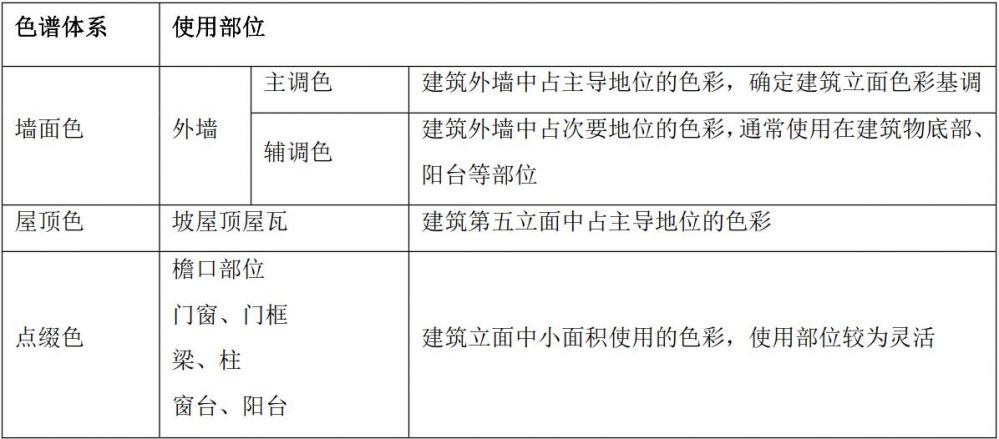 色谱体系 使用部位
墙面色 外墙 主调色 建筑外墙中占主导地位的色彩，确定建筑立面色彩基调
辅调色 建筑外墙中占次要地位的色彩，通常使用在建筑物底部、
阳台等部位
屋顶色 坡屋顶屋瓦 建筑第五立面中占主导地位的色彩
点缀色 檐口部位
门窗、门框
梁、柱
窗台、阳台
建筑立面中小面积使用的色彩，使用部位较为灵活